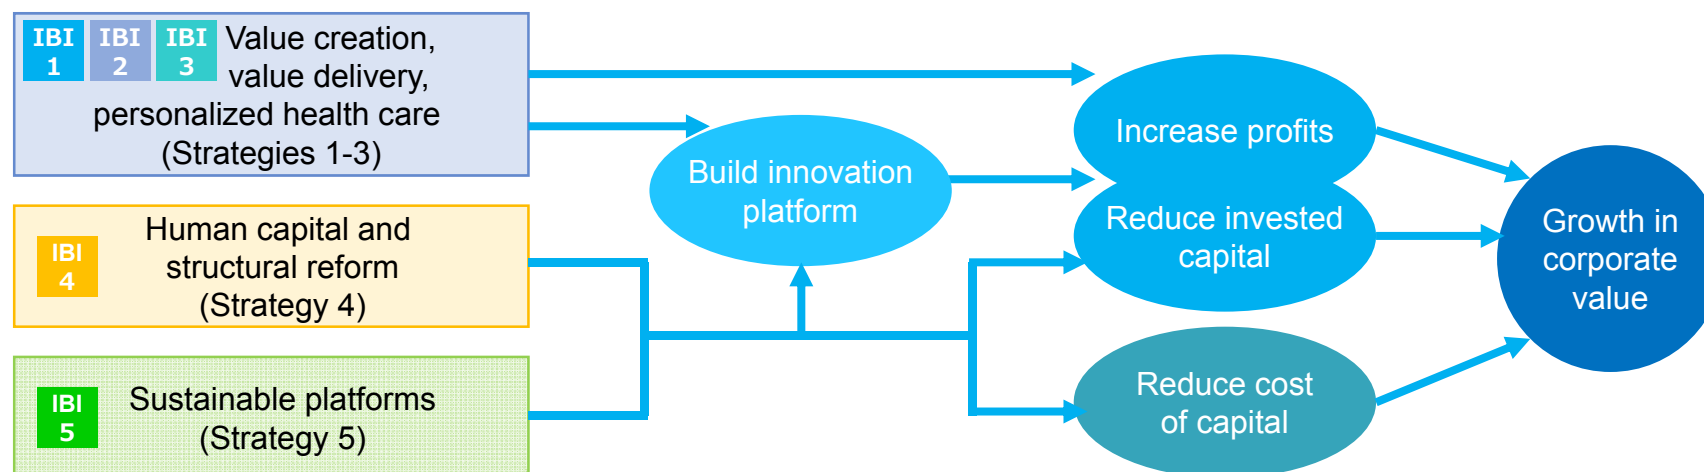 IBI
1
IBI
2
IBI
3
Value creation,
value delivery,
personalized health care
(Strategies 1-3)
IBI
4
Human capital and
structural reform
(Strategy 4)
IBI
5
Sustainable platforms
(Strategy 5)
Build innovation
platform
Increase profits
Reduce invested
capital
Reduce cost
of capital
Growth in
corporate
value